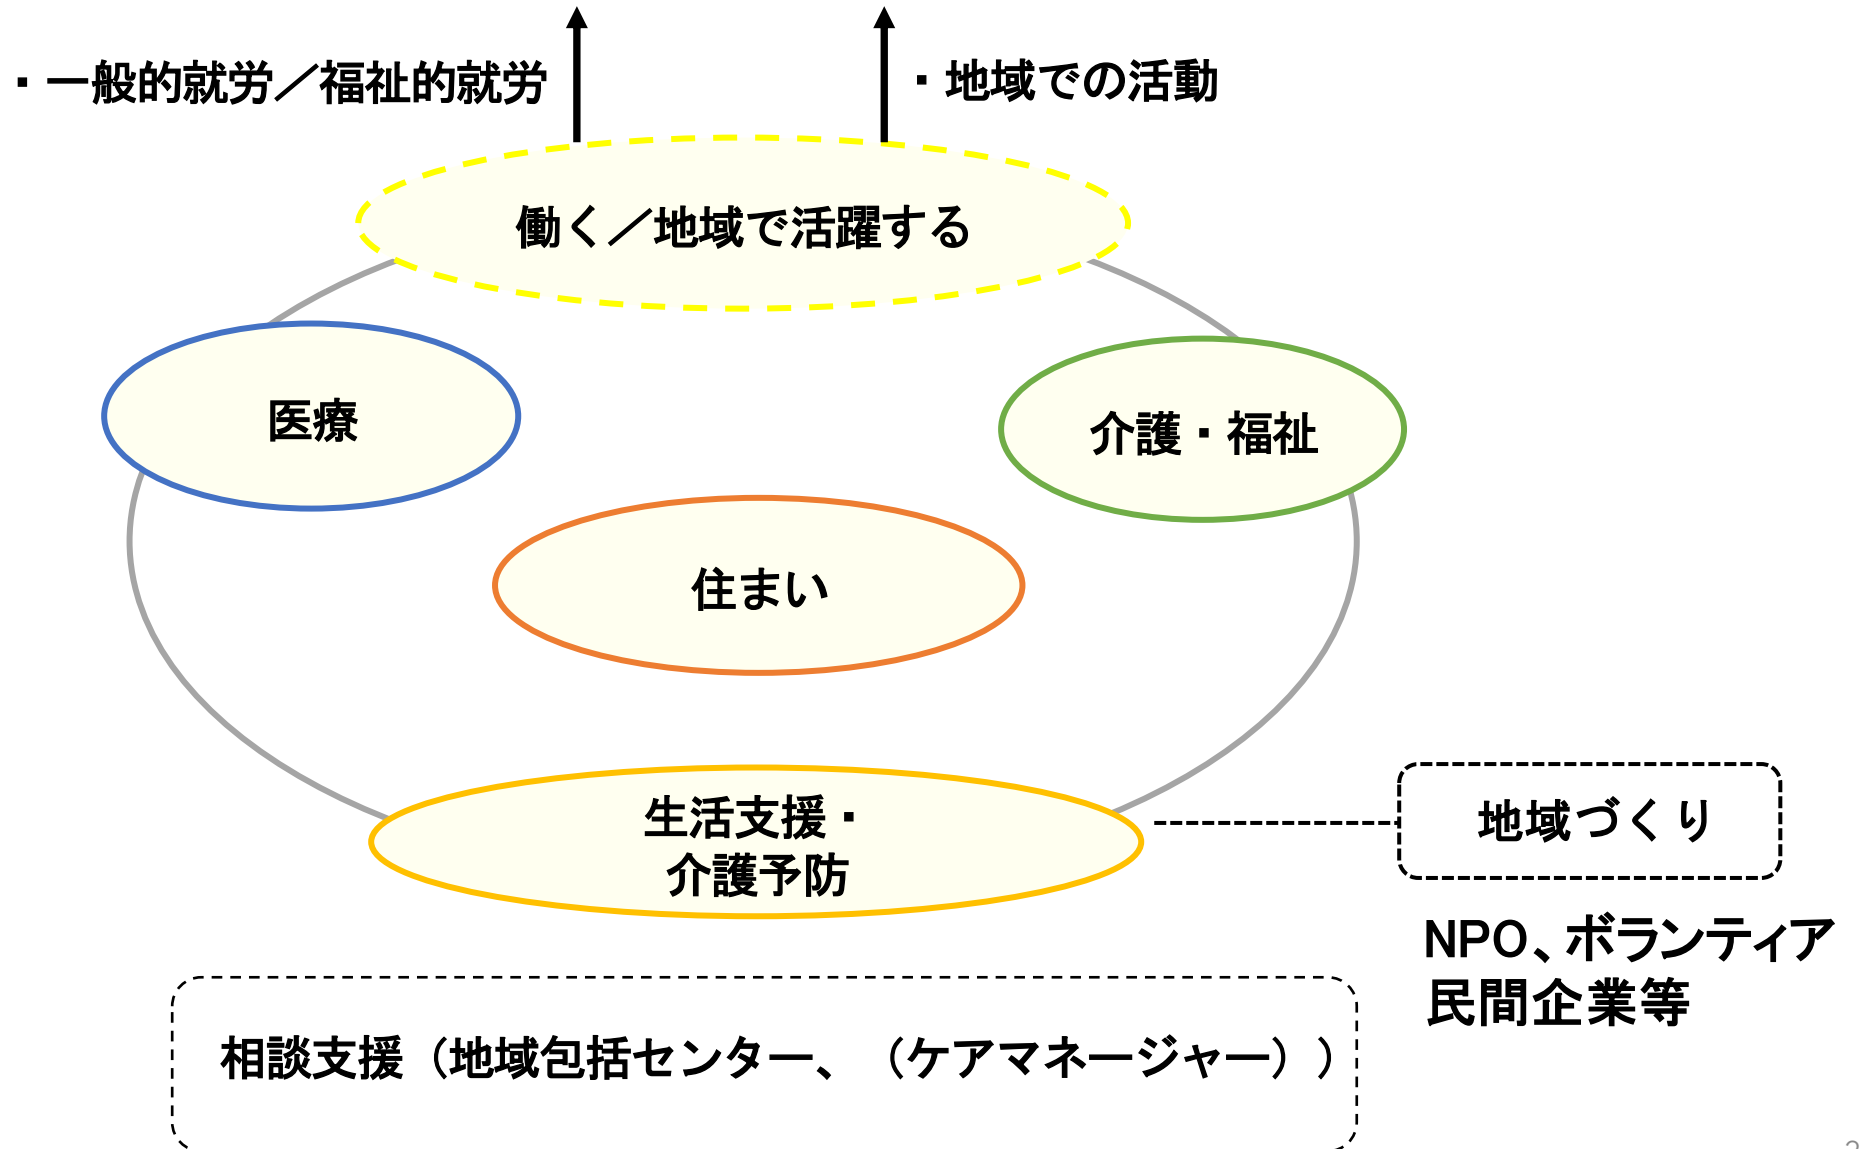 ・一般的就労／福祉的就労
・地域での活動
働く／地域で活躍する
医療
介護・福祉
住まい
生活支援・
介護予防
地域づくり
NPO、ボランティア
民間企業等
相談支援（地域包括センター、（ケアマネージャー））